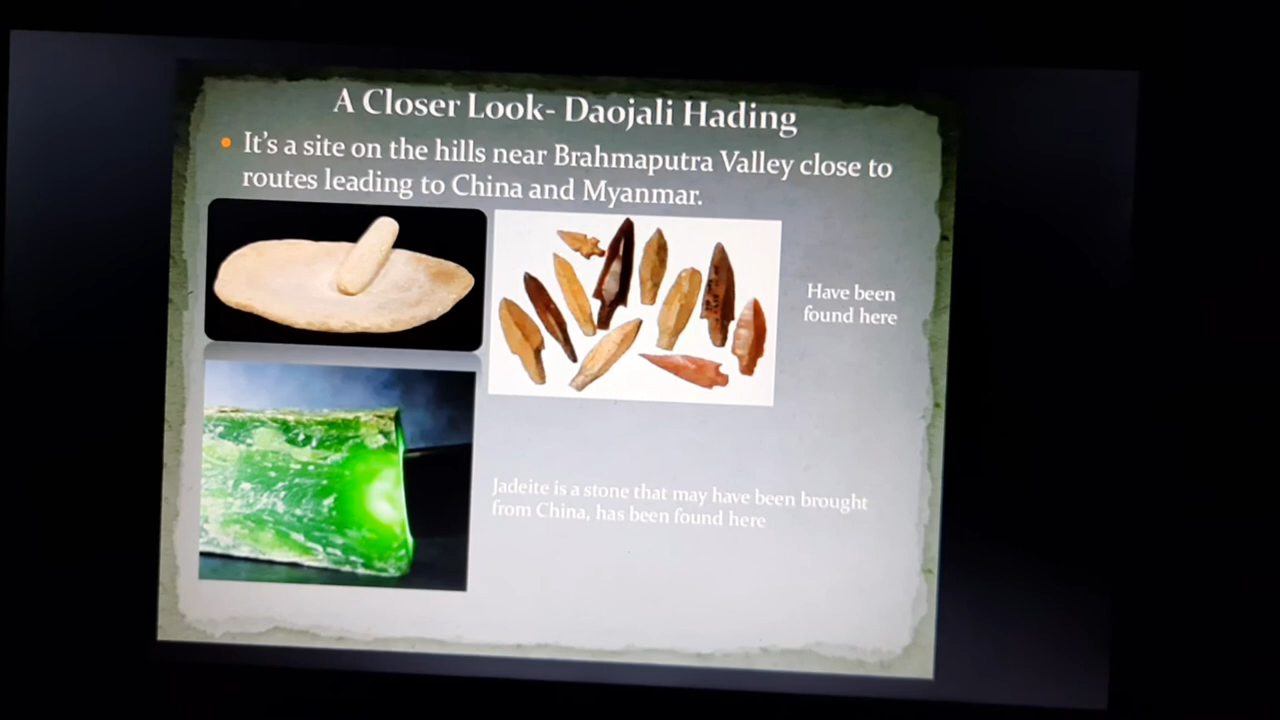 A Closer Look- Daojali Hading
It's a site on the hills near Brahmaputra Valley close to
routes leading to China and Myanmar.
Have been
found here
Jadeite is a stone that may have been brought
from China, has been found here